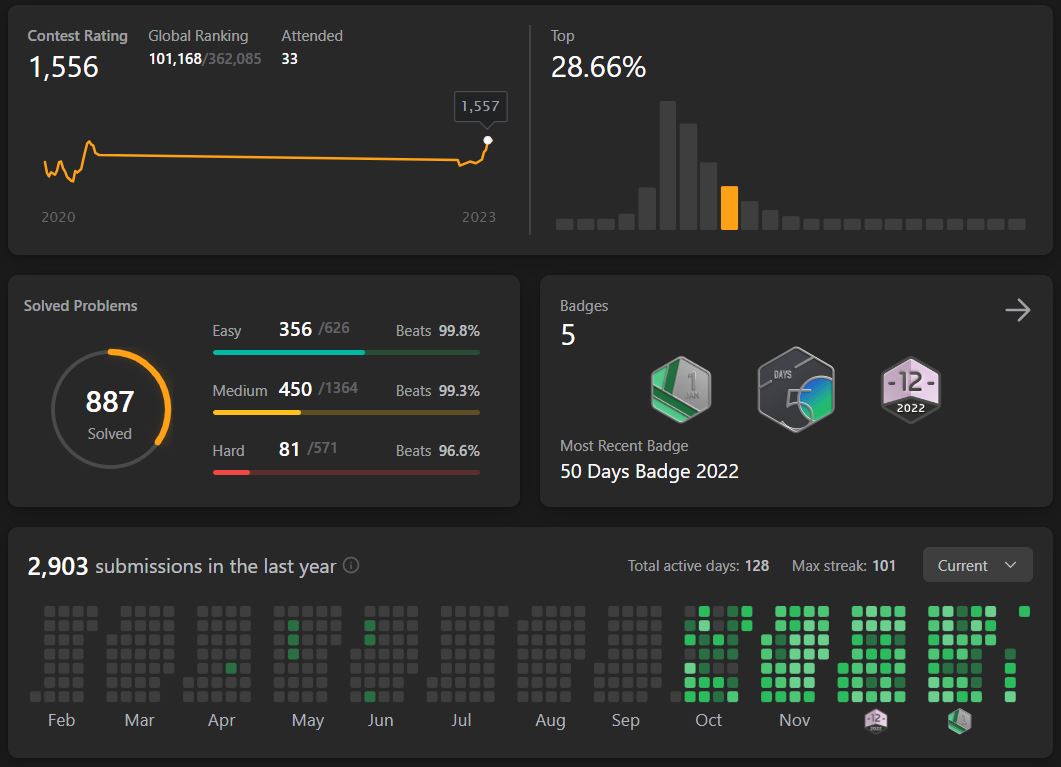 Contest Rating Global Ranking Attended
1,556 101,168/362,085 33
1,557
2020 2023
Top
28.66%
Solved Problems
887
Solved
Easy 356 /626 Beats 99.8%
Medium 450 /1364 Beats 99.3%
Hard 81 /571 Beats 96.6%
Badges
5
1
JAN
DAYS
50
-12-
2022
Most Recent Badge
50 Days Badge 2022
2,903 submissions in the last year
Total active days: 128 Max streak: 101 Current
Feb Mar Apr May Jun Jul Aug Sep Oct Nov
-12-
2022